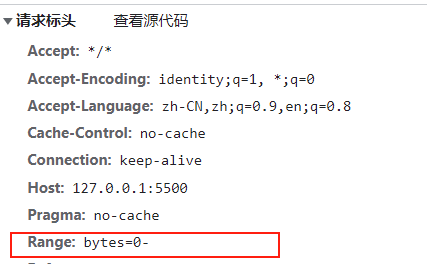 请求标头 查看源代码
Accept: */*
Accept-Encoding: identity;q=1, *;q=0
Accept-Language: zh-CN,zh;q=0.9,en;q=0.8
Cache-Control: no-cache
Connection: keep-alive
Host: 127.0.0.1:5500
Pragma: no-cache
Range: bytes=0-